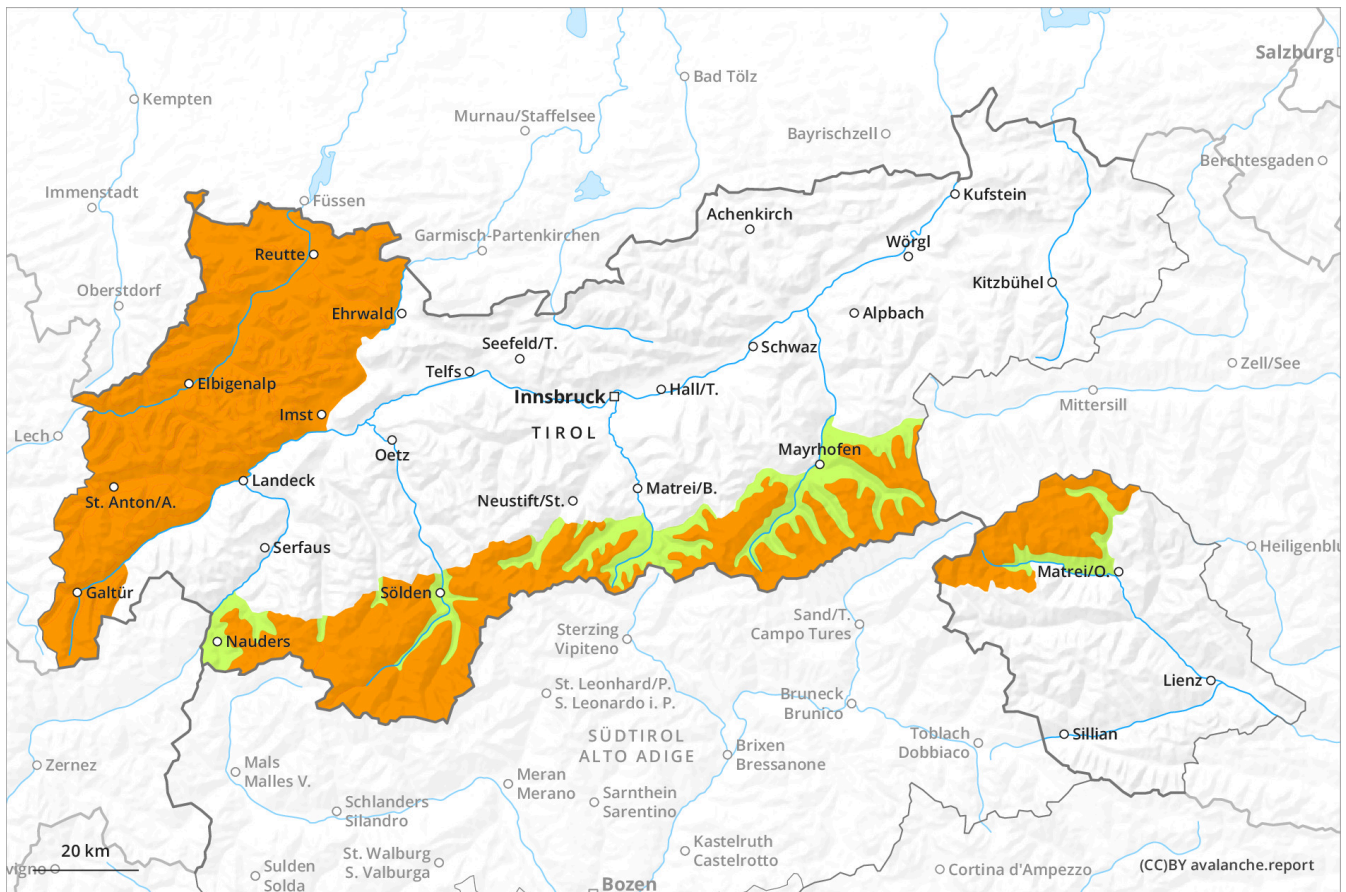 Salzburg
Bad Tölz
Kempten
Murnau/Staffelsee
Bayrischzell
Berchtesgaden
Immenstadt
Füssen
Kufstein
Achenkirch
Garmisch-Partenkirchen
Reutte
Wörgl
Oberstdorf
Kitzbühel
Ehrwald
Alpbach
Seefeld/T.
Schwaz
Zell/See
Telfs
Elbigenalp
Hall/T.
Innsbruck
Mittersill
Imst
TIROL
Lech
Oetz
Mayrhofen
Landeck
Matrei/B.
St. Anton/A.
Neustift/St.
Serfaus
Heiligenblu
Matrei/O.
Galtür
Sölden
Sand/T.
Campo Tures
Sterzing
Vipiteno
Nauders
Lienz
St. Leonhard/P.
S. Leonardo i. P.
Bruneck
Brunico
SÜDTIROL
ALTO ADIGE
Toblach
Dobbiaco
Sillian
Brixen
Bressanone
Zernez
Mals
Malles V.
Meran
Merano
Sarnthein
Sarentino
Schlanders
Silandro
Kastelruth
Castelrotto
20 km
St. Walburg
S. Valburga
vigno
Sulden
Solda
Cortina d'Ampezzo
(CC)BY avalanche.report
Bozen